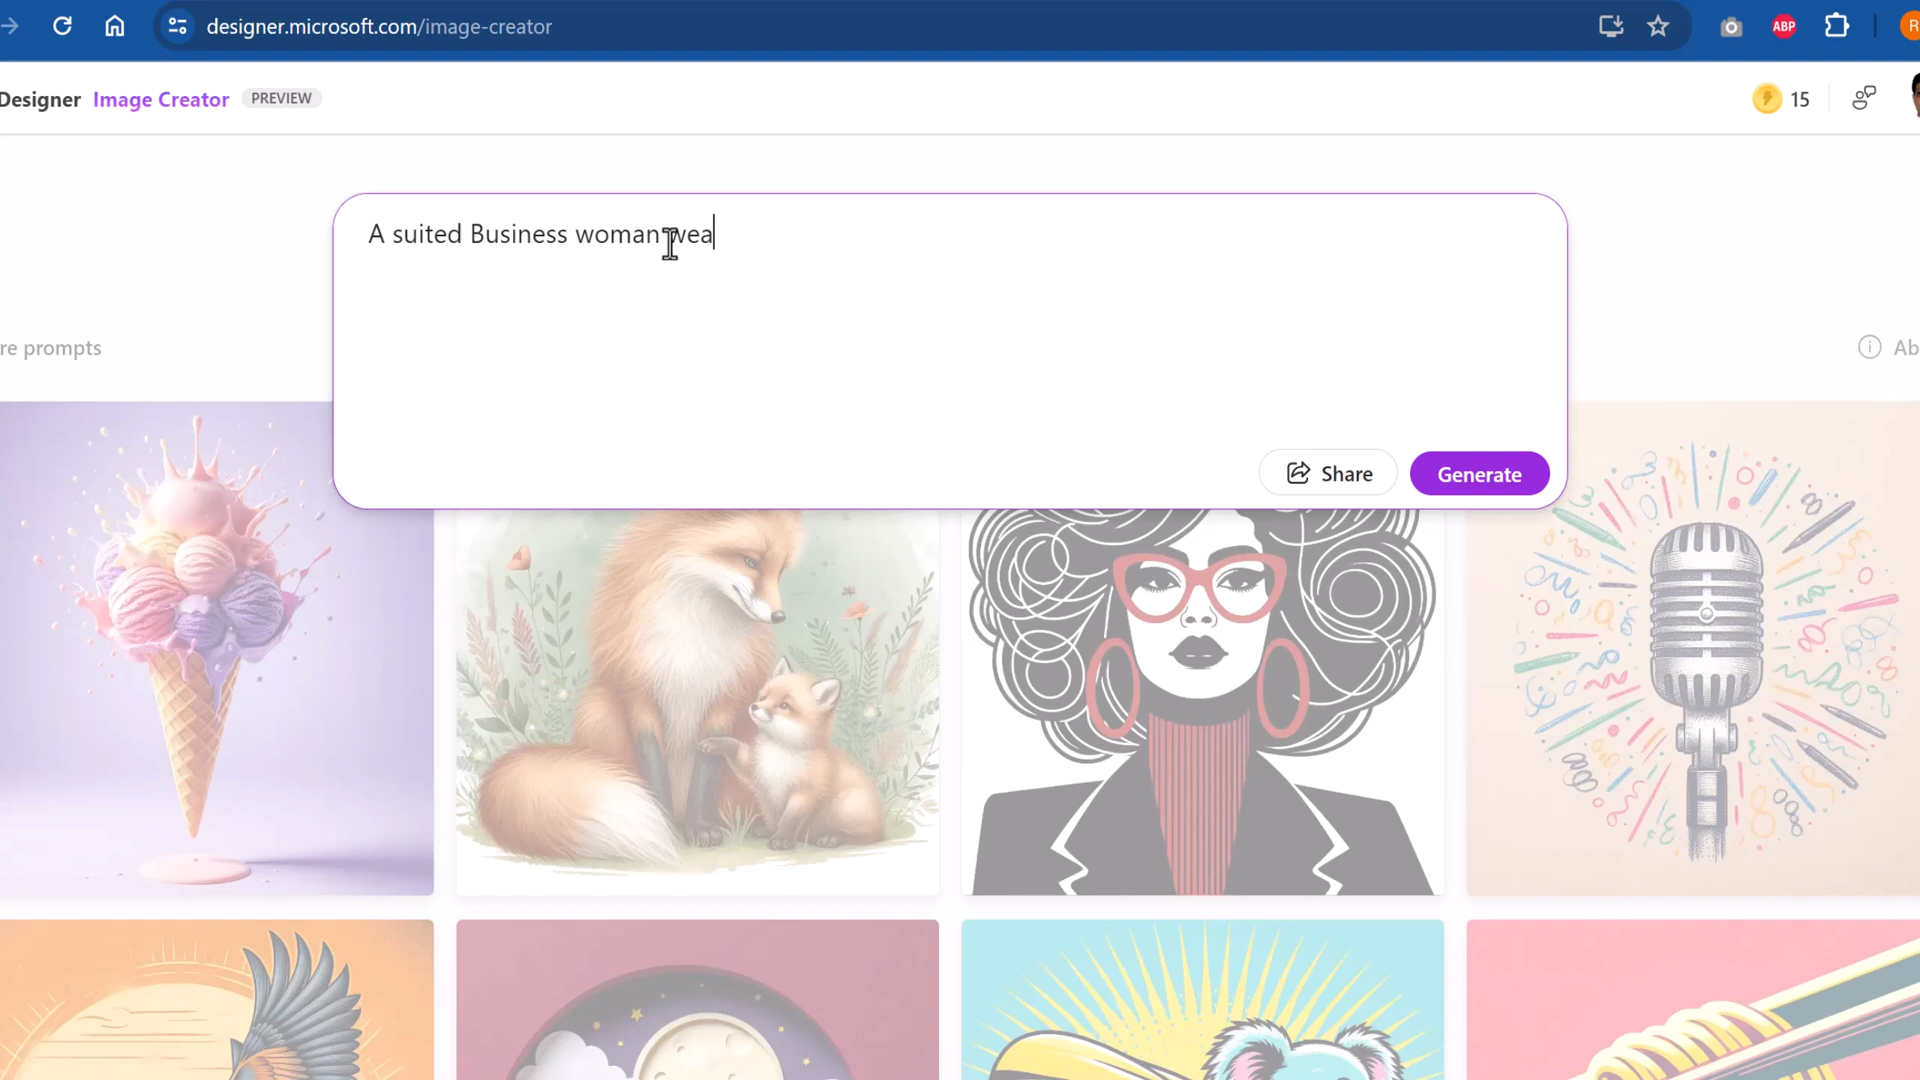 designer.microsoft.com/image-creator
ABP
R
Designer Image Creator PREVIEW
15
A suited Business woman wea
re prompts
Ab
Share
Generate